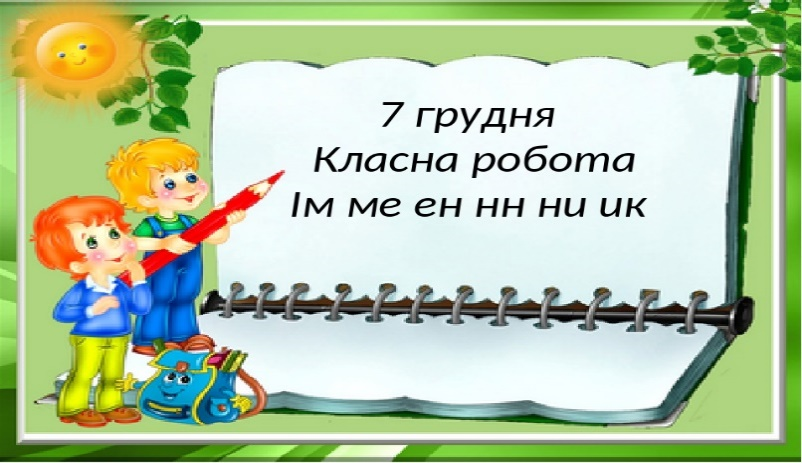 7 грудня
Класна робота
Ім ме ен нн ни ик